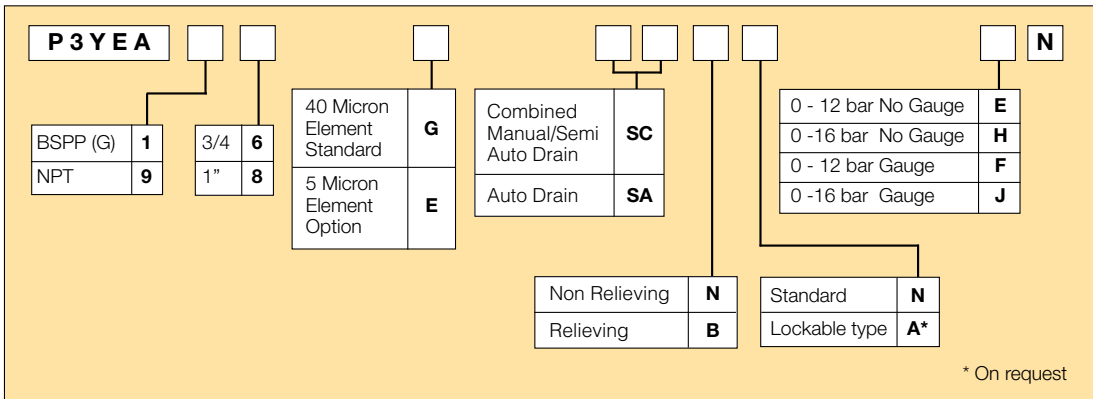 P3YEA N
BSPP (G) 1
NPT 9
3/4 6
1” 8
40 Micron
Element
Standard
G
5 Micron
Element
Option
E
Combined
Manual/Semi
Auto Drain
SC
Auto Drain SA
0 - 12 bar No Gauge E
0 -16 bar No Gauge H
0 - 12 bar Gauge F
0 -16 bar Gauge J
Non Relieving N
Relieving B
Standard N
Lockable type A*
* On request